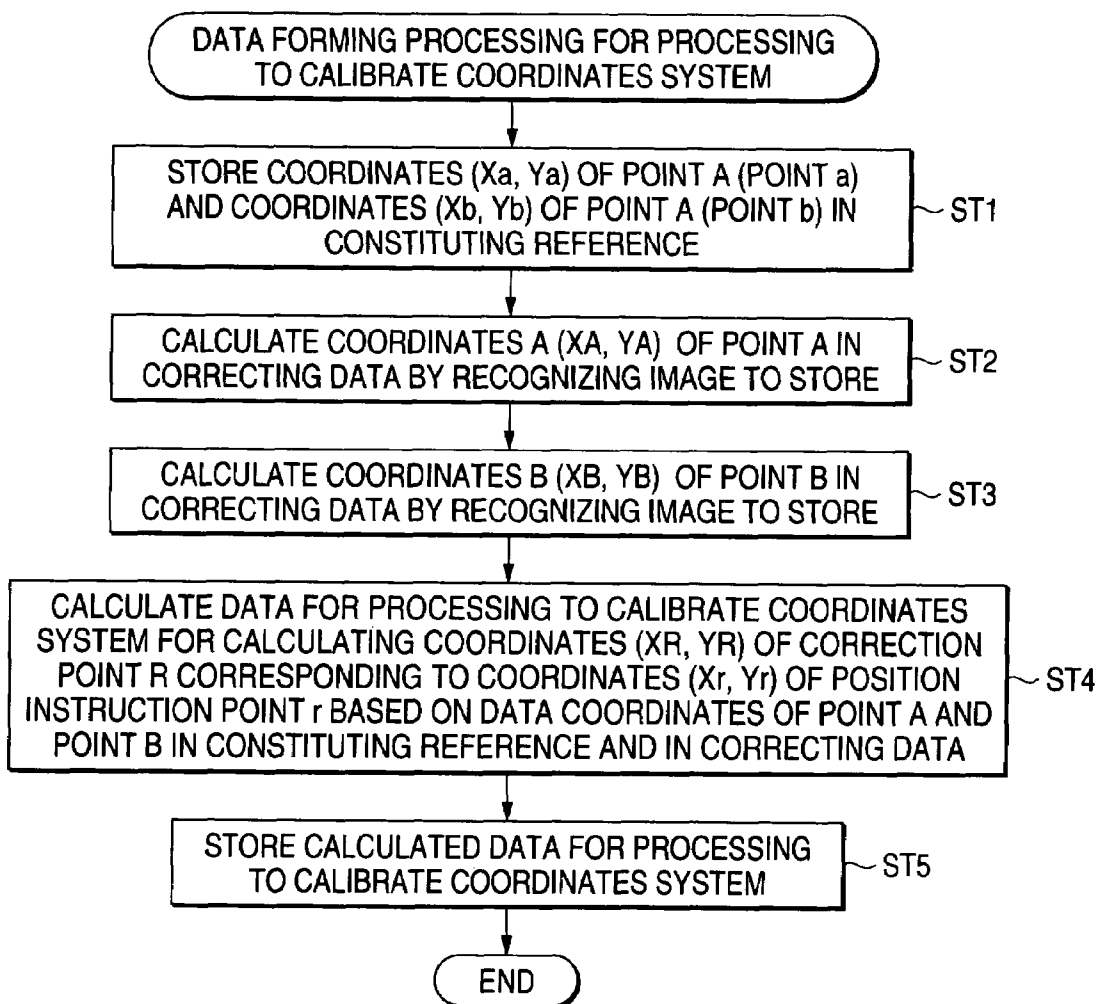 DATA FORMING PROCESSING FOR PROCESSING
TO CALIBRATE COORDINATES SYSTEM
STORE COORDINATES (Xa, Ya) OF POINT A (POINT a)
AND COORDINATES (Xb, Yb) OF POINT A (POINT b) IN
CONSTITUTING REFERENCE
ST1
CALCULATE COORDINATES A (XA, YA) OF POINT A IN
CORRECTING DATA BY RECOGNIZING IMAGE TO STORE
ST2
CALCULATE COORDINATES B (XB, YB) OF POINT B IN
CORRECTING DATA BY RECOGNIZING IMAGE TO STORE
ST3
CALCULATE DATA FOR PROCESSING TO CALIBRATE COORDINATES
SYSTEM FOR CALCULATING COORDINATES (XR, YR) OF CORRECTION
POINT R CORRESPONDING TO COORDINATES (Xr, Yr) OF POSITION
INSTRUCTION POINT r BASED ON DATA COORDINATES OF POINT A AND
POINT B IN CONSTITUTING REFERENCE AND IN CORRECTING DATA
ST4
STORE CALCULATED DATA FOR PROCESSING
TO CALIBRATE COORDINATES SYSTEM
ST5
END